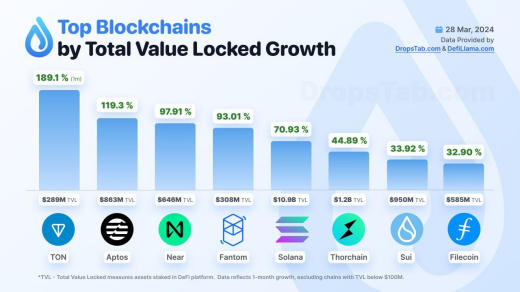 Top Blockchains
by Total Value Locked Growth
28 Mar, 2024
Data Provided by
DropsTab.com & DefiLlama.com
DropsTab.com
189.1 % (1m)
119.3 %
97.91 %
93.01 %
70.93 %
44.89 %
33.92 %
32.90 %
$289M TVL
$863M TVL
$646M TVL
$308M TVL
$10.9B TVL
$1.2B TVL
$950M TVL
$585M TVL
TON
Aptos
Near
Fantom
Solana
Thorchain
Sui
Filecoin
*TVL - Total Value Locked measures assets staked in DeFi platform. Data reflects 1-month growth, excluding chains with TVL below $100M.